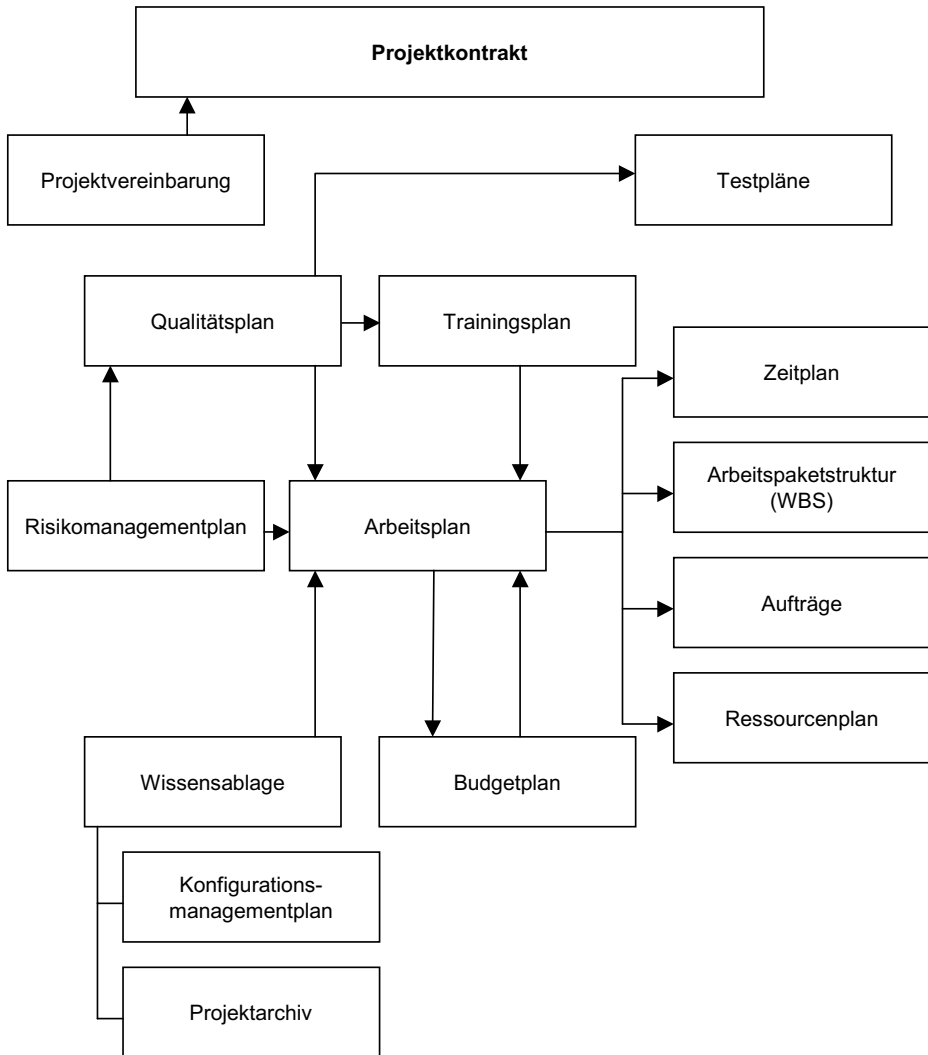 Projektkontrakt
Projektvereinbarung
Testpläne
Qualitätsplan
Trainingsplan
Zeitplan
Arbeitspaketstruktur
(WBS)
Risikomanagementplan
Arbeitsplan
Aufträge
Ressourcenplan
Wissensablage
Budgetplan
Konfigurations-
managementplan
Projektarchiv